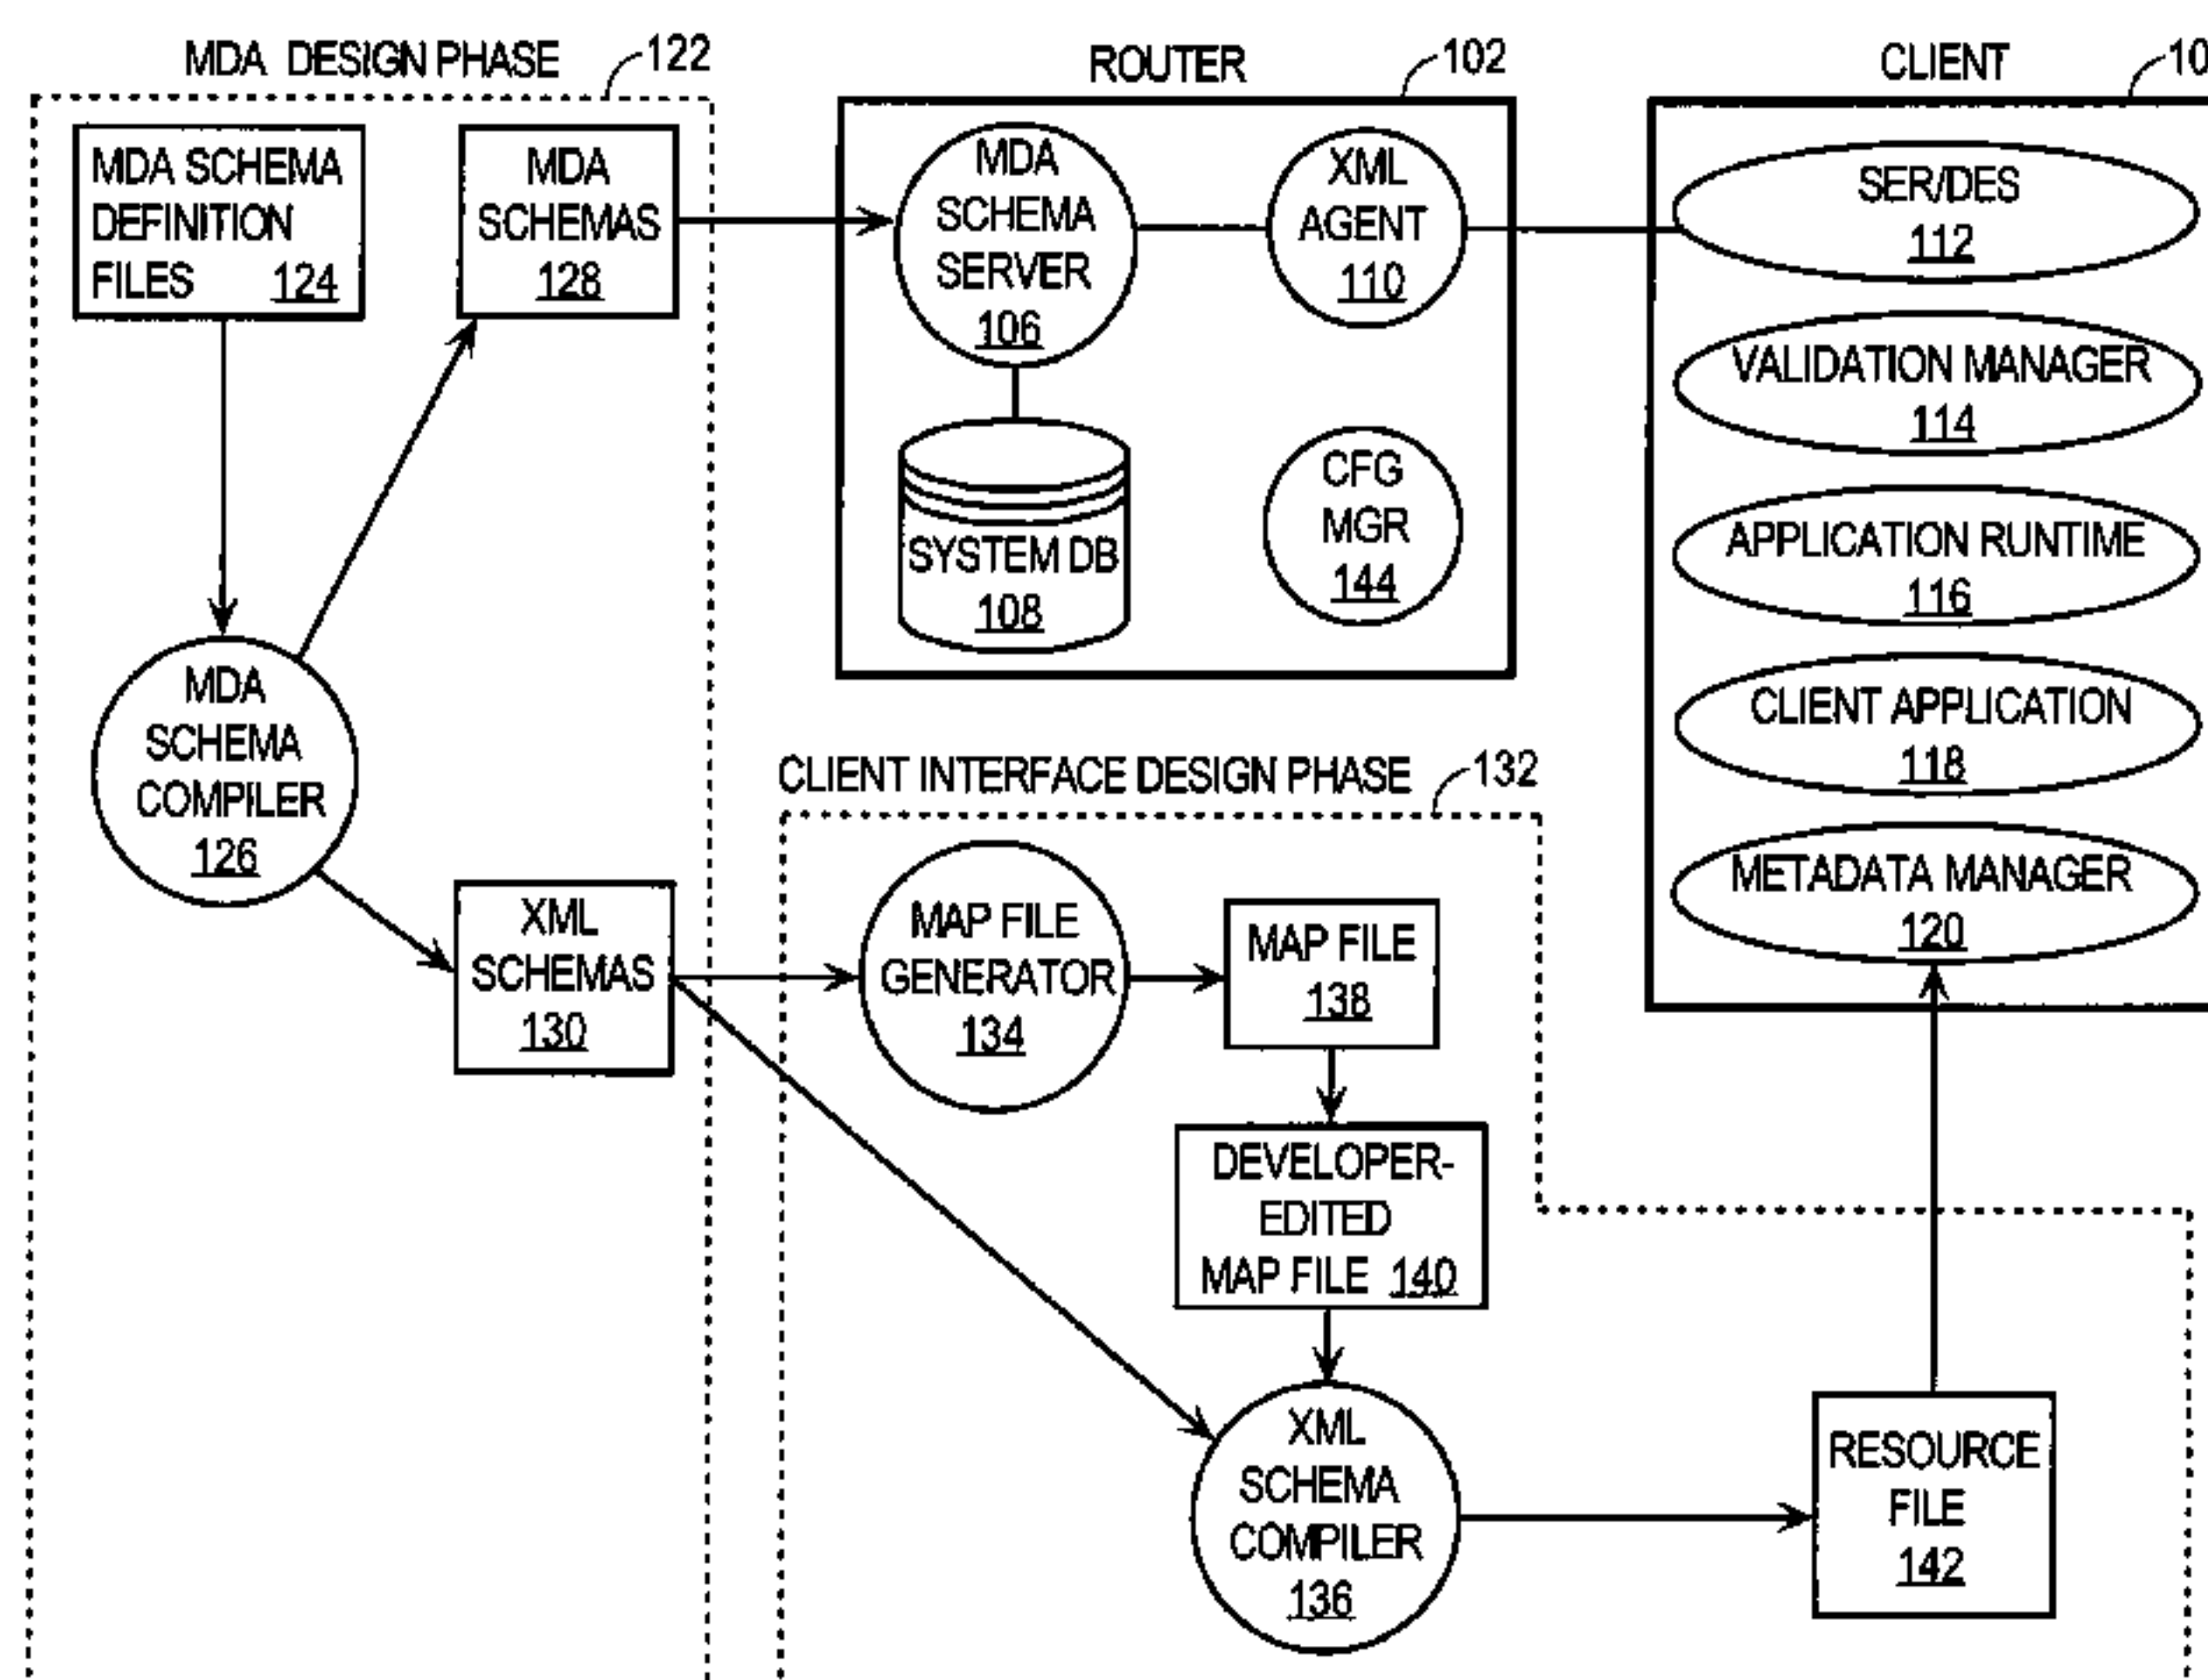 MDA DESIGN PHASE 122
MDA SCHEMA
DEFINITION
FILES 124
MDA
SCHEMAS
128
MDA
SCHEMA
COMPILER
126
XML
SCHEMAS
130
ROUTER 102
MDA
SCHEMA
SERVER
106
XML
AGENT
110
SYSTEM DB
108
CFG
MGR
144
CLIENT 10
SER/DES
112
VALIDATION MANAGER
114
APPLICATION RUNTIME
116
CLIENT APPLICATION
118
METADATA MANAGER
120
CLIENT INTERFACE DESIGN PHASE 132
MAP FILE
GENERATOR
134
MAP FILE
138
DEVELOPER-
EDITED
MAP FILE 140
XML
SCHEMA
COMPILER
136
RESOURCE
FILE
142